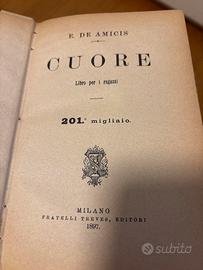 E. DE AMICIS
CUORE
Libro per i ragazzi
201.° migliaio.
MILANO
FRATELLI TREVES, EDITORI
1897.
subito